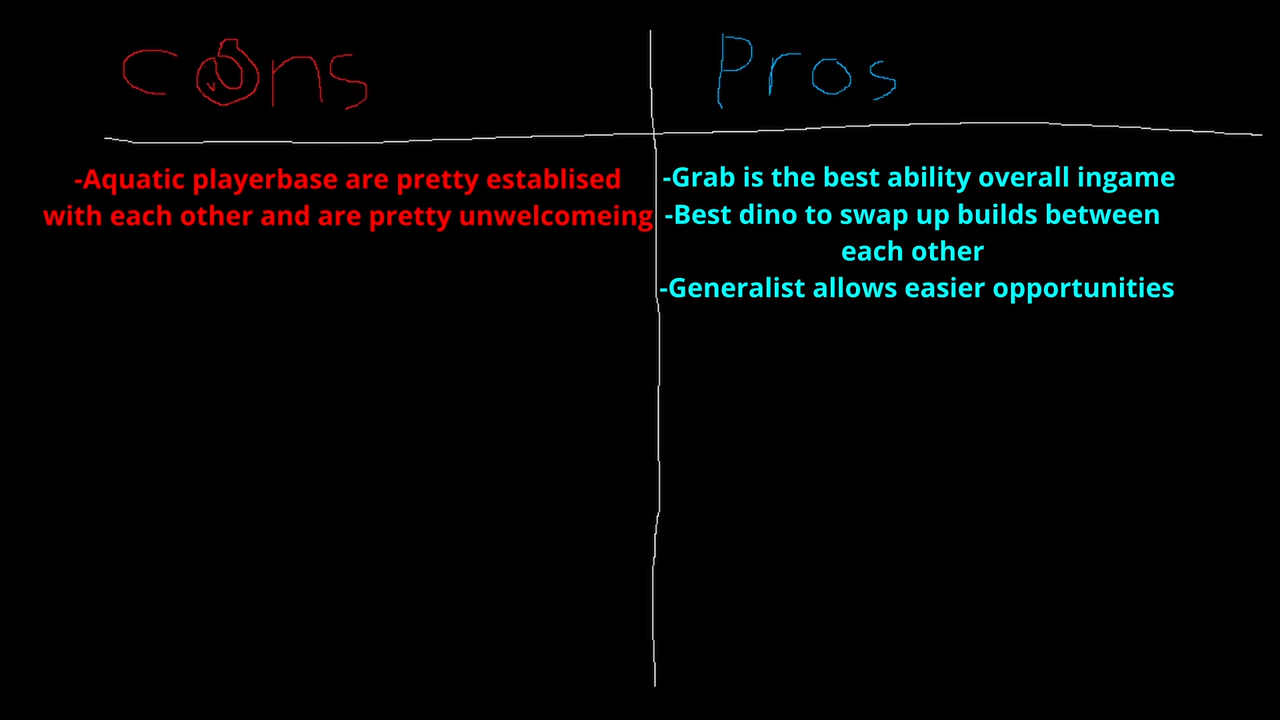 cons
Pros
-Aquatic playerbase are pretty establised
with each other and are pretty unwelcomeing
-Grab is the best ability overall ingame
-Best dino to swap up builds between
each other
-Generalist allows easier opportunities